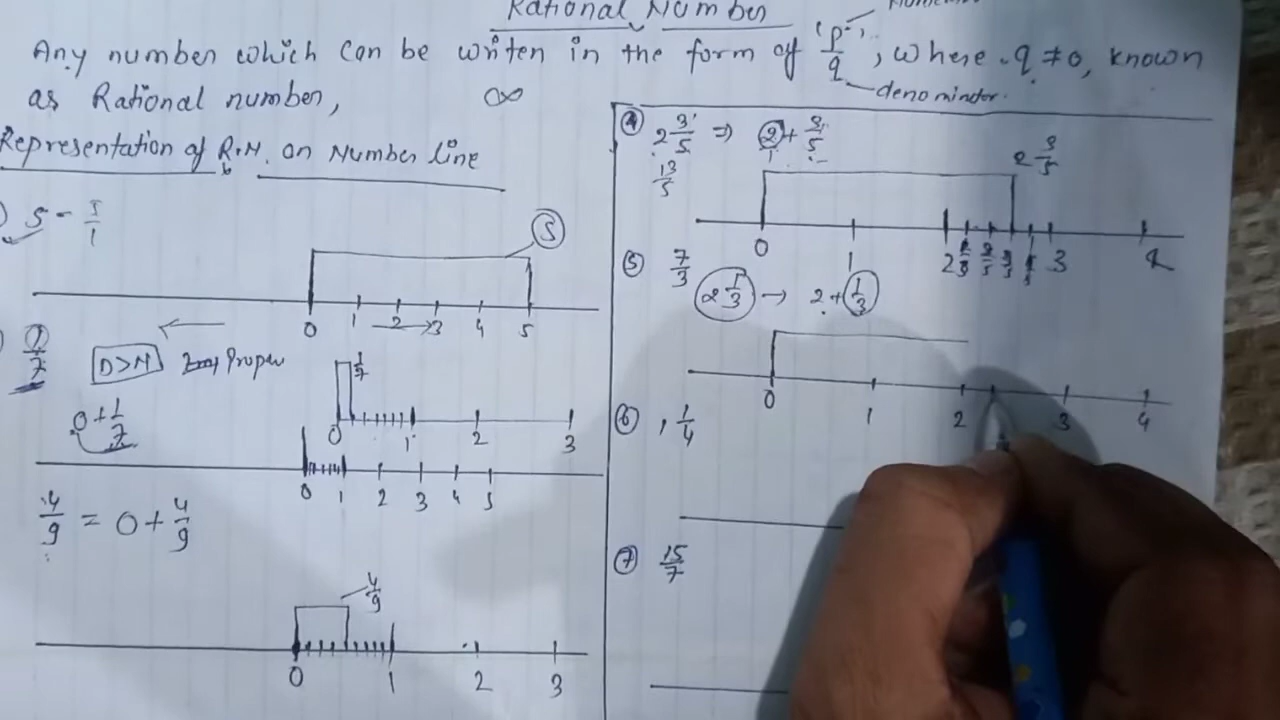 Rational Number
Any number which can be written in the form of 'p'/q, where q ≠ 0, known
denominder.
as Rational number, ∞
Representation of R.N. on Number line
5 - 5/1
5
0 1 2 3 4 5
1/7
D>N Proper
0+1/7
1/7
0 1 2 3
0 1 2 3 4 5
4/9 = 0+4/9
4/9
0 1 2 3
④ 2 3/5 ⇒ 2+3/5
13/5
2 3/5
0 1 2 3 4
⑤ 7/3
2 1/3 → 2+1/3
0 1 2 3 4
⑥ 1/4
⑦ 15/7